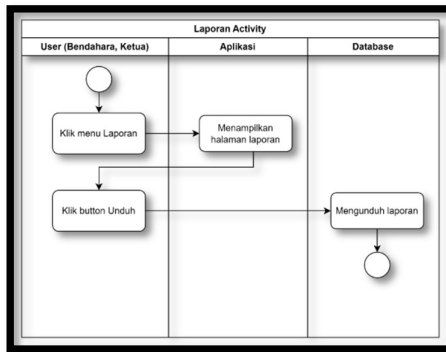 Laporan Activity
User (Bendahara, Ketua)
Aplikasi
Database
Klik menu Laporan
Menampilkan
halaman laporan
Klik button Unduh
Mengunduh laporan